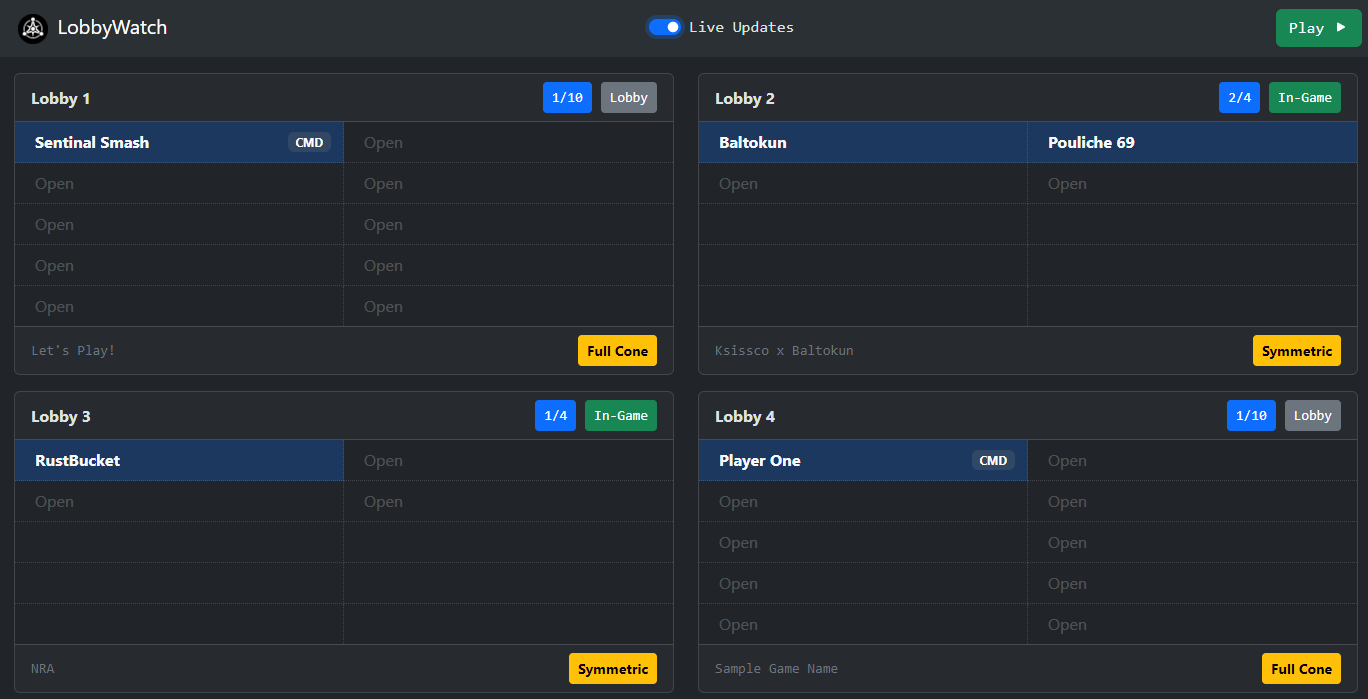 LobbyWatch
Live Updates
Play
Lobby 1 1/10 Lobby
Sentinal Smash CMD Open
Open Open
Open Open
Open Open
Open Open
Let's Play! Full Cone
Lobby 2 2/4 In-Game
Baltokun Pouliche 69
Open Open
Ksissco x Baltokun Symmetric
Lobby 3 1/4 In-Game
RustBucket Open
Open Open
NRA Symmetric
Lobby 4 1/10 Lobby
Player One CMD Open
Open Open
Open Open
Open Open
Open Open
Sample Game Name Full Cone